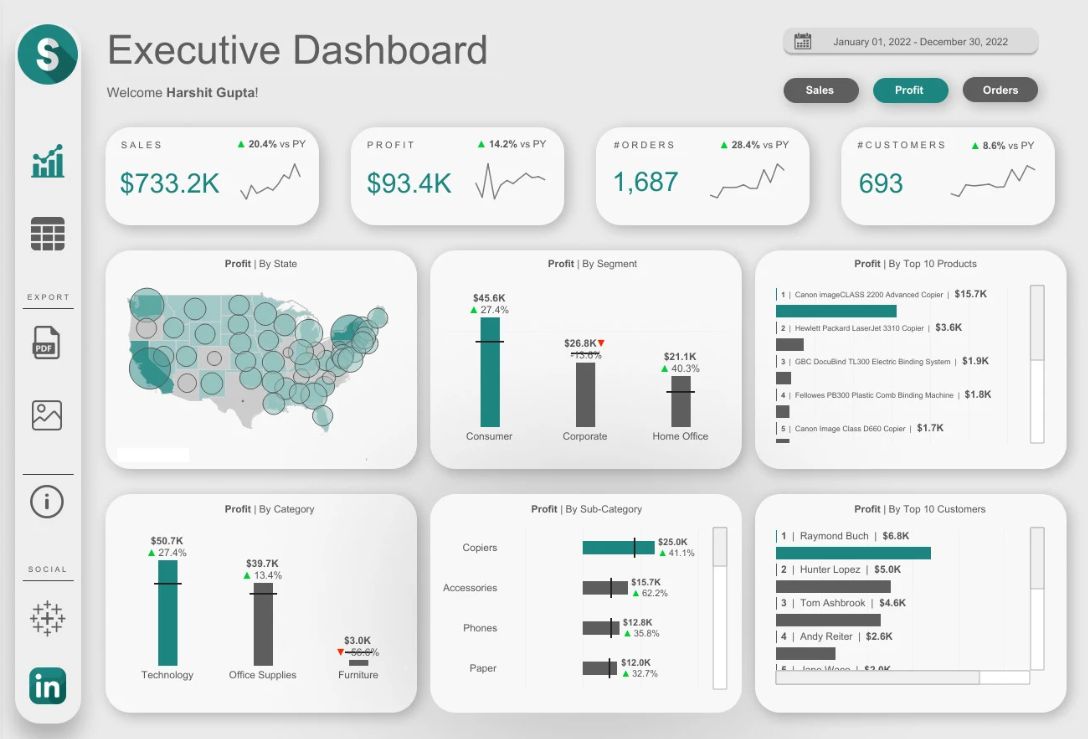 S
Executive Dashboard
Welcome Harshit Gupta!
January 01, 2022 - December 30, 2022
Sales
Profit
Orders
SALES
▲ 20.4% vs PY
$733.2K
PROFIT
▲ 14.2% vs PY
$93.4K
#ORDERS
▲ 28.4% vs PY
1,687
#CUSTOMERS
▲ 8.6% vs PY
693
EXPORT
PDF
SOCIAL
in
Profit | By State
Profit | By Segment
$45.6K
▲ 27.4%
$26.8K▼
$21.1K
▲ 40.3%
Consumer
Corporate
Home Office
Profit | By Top 10 Products
1 | Canon imageCLASS 2200 Advanced Copier | $15.7K
2 | Hewlett Packard LaserJet 3310 Copier | $3.6K
3 | GBC DocuBind TL300 Electric Binding System | $1.9K
4 | Fellowes PB300 Plastic Comb Binding Machine | $1.8K
5 | Canon Image Class D660 Copier | $1.7K
Profit | By Category
$50.7K
▲ 27.4%
$39.7K
▲ 13.4%
$3.0K
Technology
Office Supplies
Furniture
Profit | By Sub-Category
Copiers
$25.0K
▲ 41.1%
Accessories
$15.7K
▲ 62.2%
Phones
$12.8K
▲ 35.8%
Paper
$12.0K
▲ 32.7%
Profit | By Top 10 Customers
1 | Raymond Buch | $6.8K
2 | Hunter Lopez | $5.0K
3 | Tom Ashbrook | $4.6K
4 | Andy Reiter | $2.6K